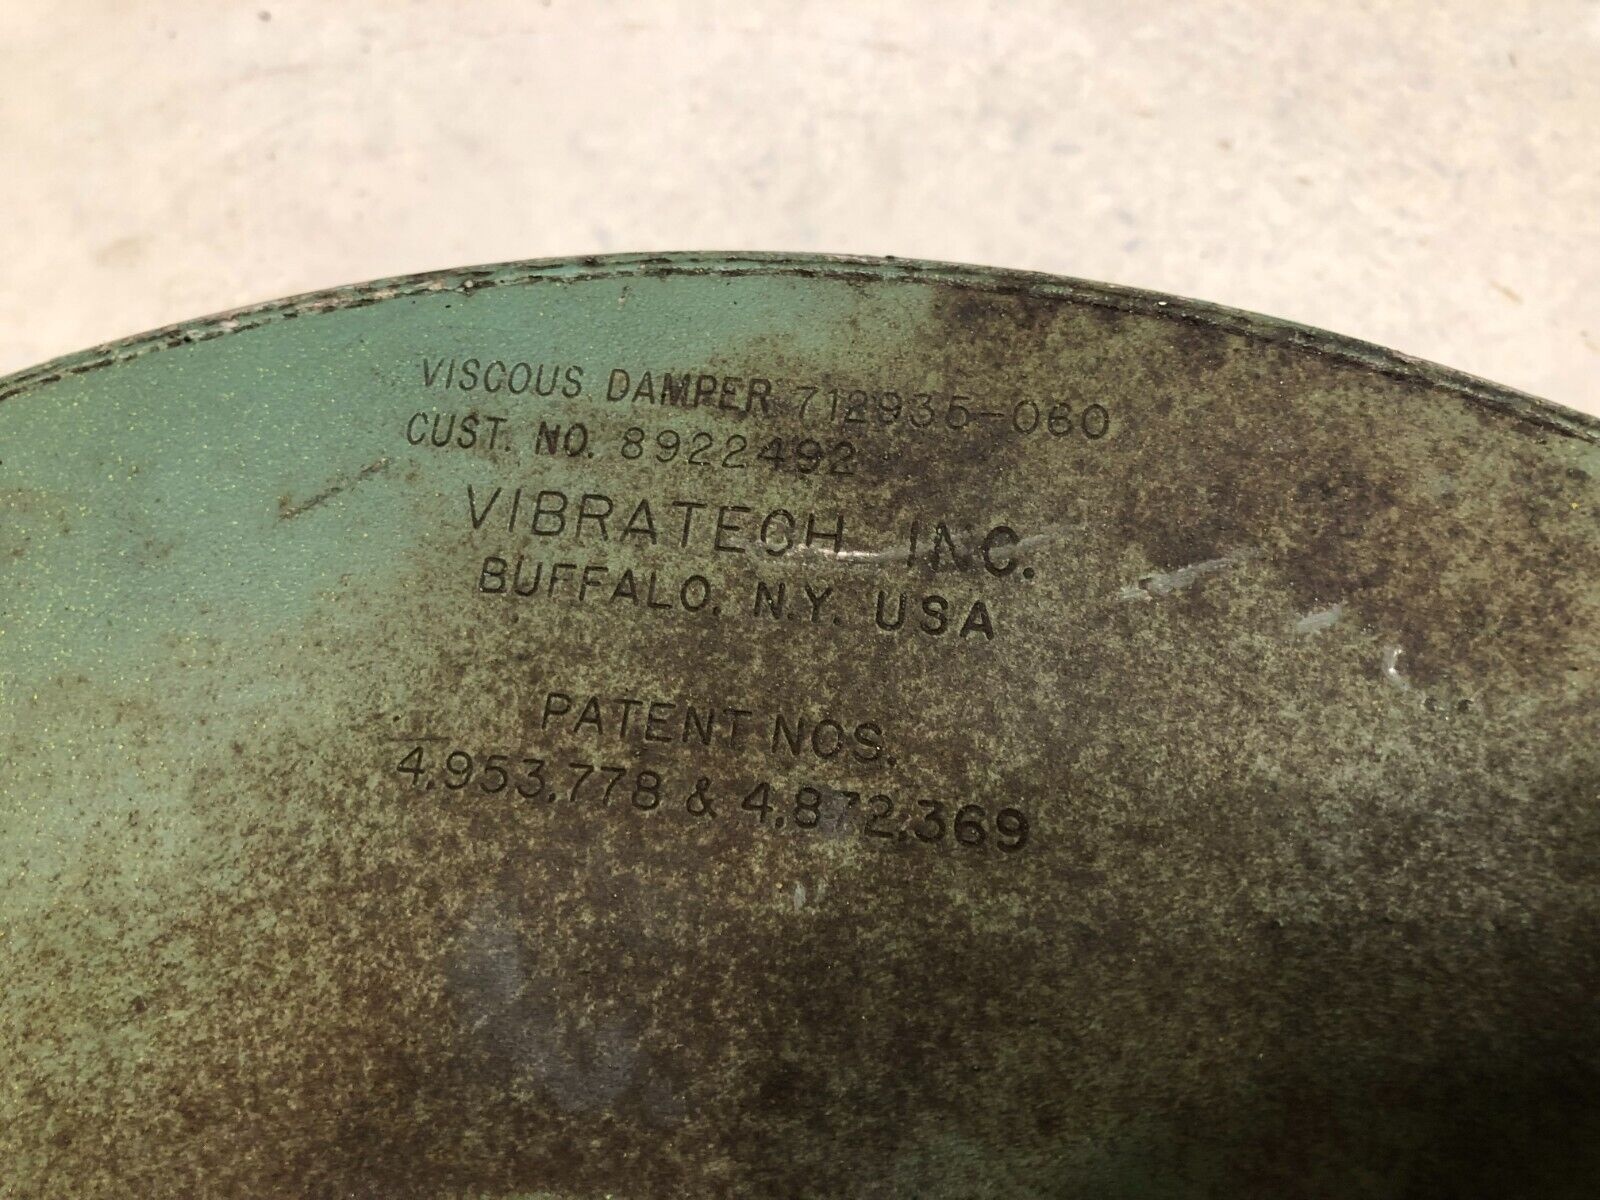 VISCOUS DAMPER 712935-060
CUST. NO. 8922492
VIBRATECH, INC.
BUFFALO, N.Y. USA
PATENT NOS.
4,953,778 & 4,872,369